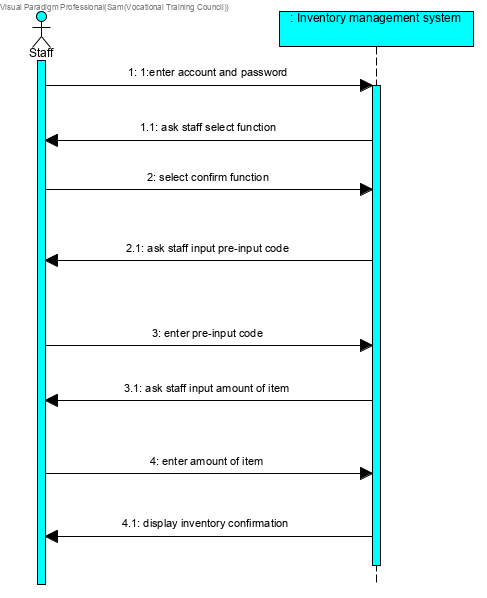 Visual Paradigm Professional(Sam(Vocational Training Council))
: Inventory management system
Staff
1: 1:enter account and password
1.1: ask staff select function
2: select confirm function
2.1: ask staff input pre-input code
3: enter pre-input code
3.1: ask staff input amount of item
4: enter amount of item
4.1: display inventory confirmation